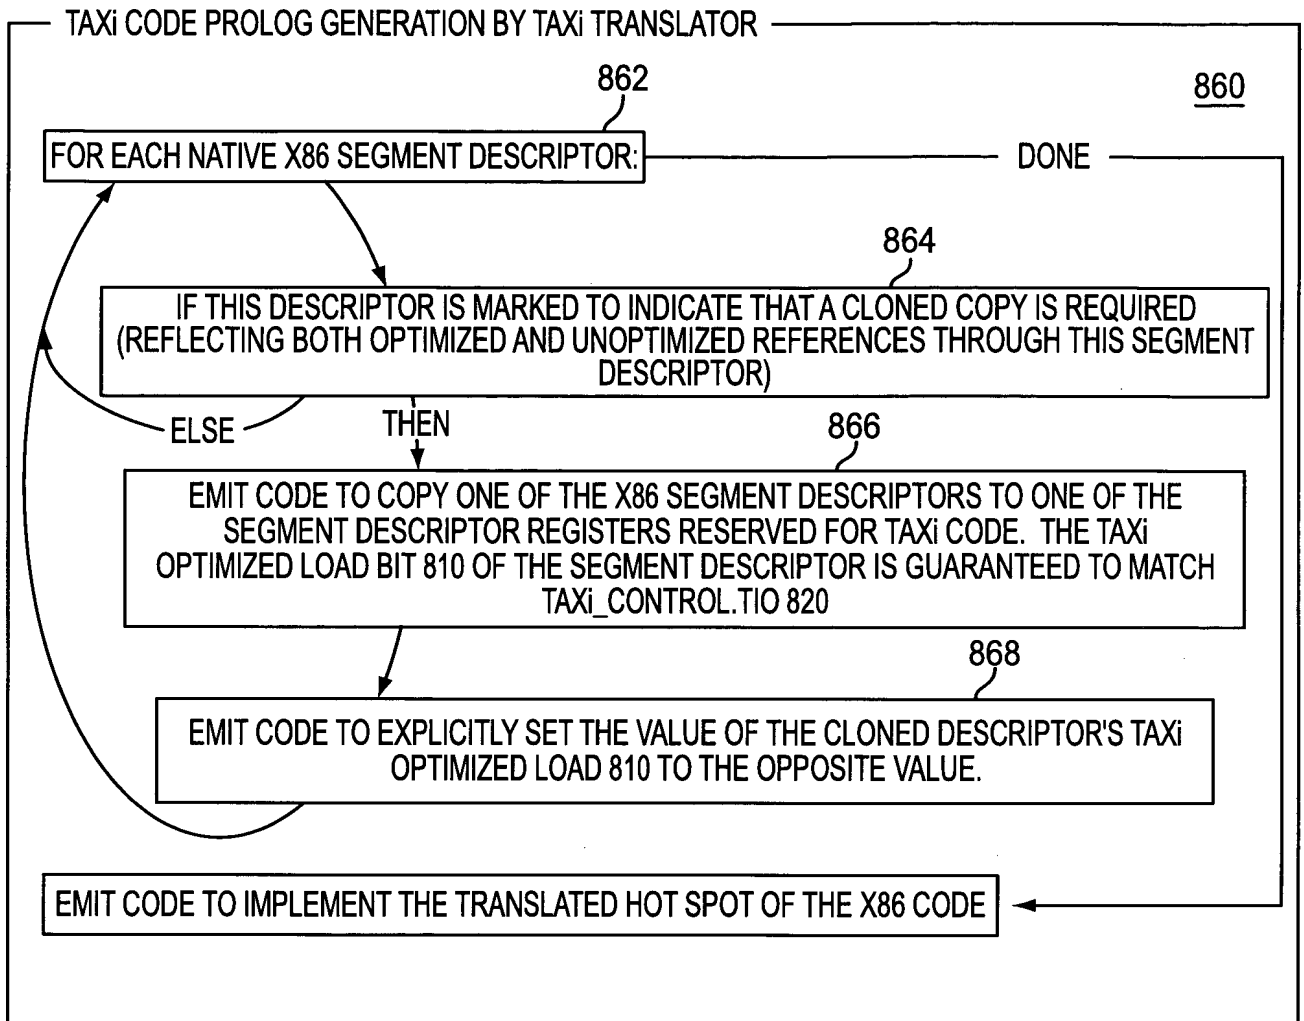 TAXi CODE PROLOG GENERATION BY TAXi TRANSLATOR
860
862
FOR EACH NATIVE X86 SEGMENT DESCRIPTOR:
DONE
864
IF THIS DESCRIPTOR IS MARKED TO INDICATE THAT A CLONED COPY IS REQUIRED
(REFLECTING BOTH OPTIMIZED AND UNOPTIMIZED REFERENCES THROUGH THIS SEGMENT
DESCRIPTOR)
ELSE
THEN
866
EMIT CODE TO COPY ONE OF THE X86 SEGMENT DESCRIPTORS TO ONE OF THE
SEGMENT DESCRIPTOR REGISTERS RESERVED FOR TAXi CODE. THE TAXi
OPTIMIZED LOAD BIT 810 OF THE SEGMENT DESCRIPTOR IS GUARANTEED TO MATCH
TAXi_CONTROL.TIO 820
868
EMIT CODE TO EXPLICITLY SET THE VALUE OF THE CLONED DESCRIPTOR'S TAXi
OPTIMIZED LOAD 810 TO THE OPPOSITE VALUE.
EMIT CODE TO IMPLEMENT THE TRANSLATED HOT SPOT OF THE X86 CODE